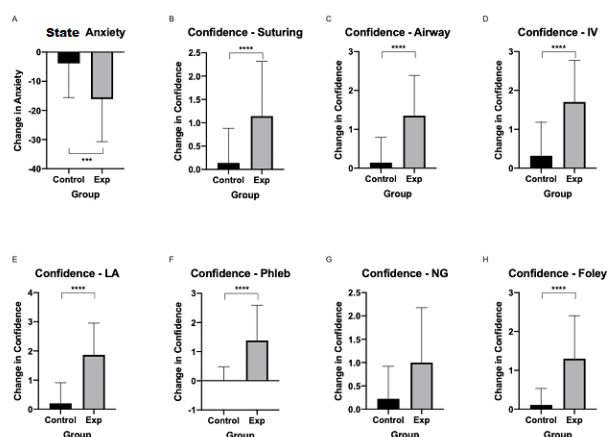 A
State Anxiety
Change in Anxiety
0
-10
-20
-30
-40
***
Control Exp
Group
B
Confidence - Suturing
Change in Confidence
2.5
2.0
1.5
1.0
0.5
0.0
****
Control Exp
Group
C
Confidence - Airway
Change in Confidence
3
2
1
0
****
Control Exp
Group
D
Confidence - IV
Change in Confidence
3
2
1
0
****
Control Exp
Group
E
Confidence - LA
Change in Confidence
4
3
2
1
0
****
Control Exp
Group
F
Confidence - Phleb
Change in Confidence
3
2
1
0
-1
****
Control Exp
Group
G
Confidence - NG
Change in Confidence
2.5
2.0
1.5
1.0
0.5
0.0
Control Exp
Group
H
Confidence - Foley
Change in Confidence
3
2
1
0
****
Control Exp
Group